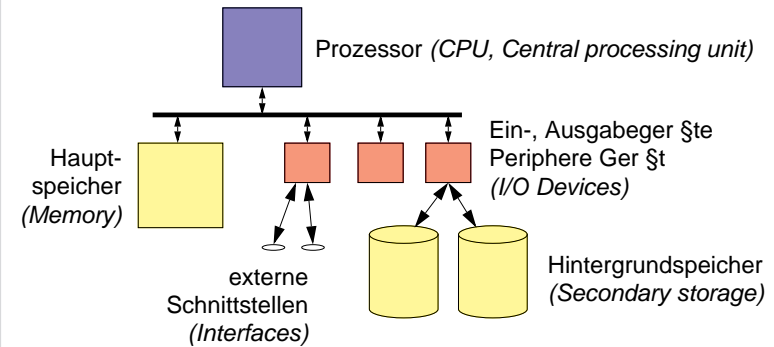 Prozessor (CPU, Central processing unit)
Haupt-
speicher
(Memory)
Ein-, Ausgabeger §te
Periphere Ger §t
(I/O Devices)
externe
Schnittstellen
(Interfaces)
Hintergrundspeicher
(Secondary storage)